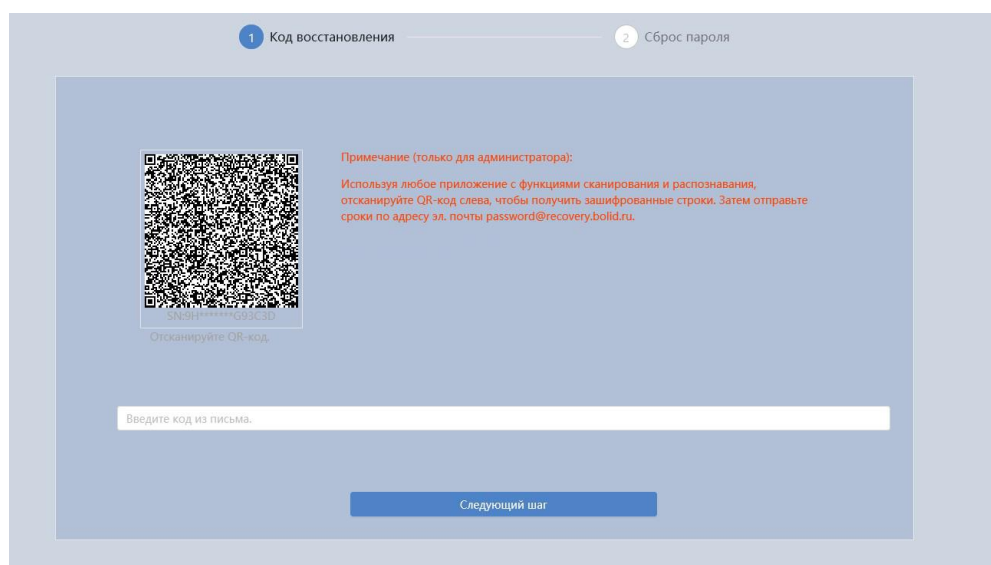 1 Код восстановления
2 Сброс пароля
Примечание (только для администратора):
Используя любое приложение с функциями сканирования и распознавания,
отсканируйте QR-код слева, чтобы получить зашифрованные строки. Затем отправьте
сроки по адресу эл. почты password@recovery.bolid.ru.
SN:9H*******G93C3D
Отсканируйте QR-код.
Введите код из письма.
Следующий шаг